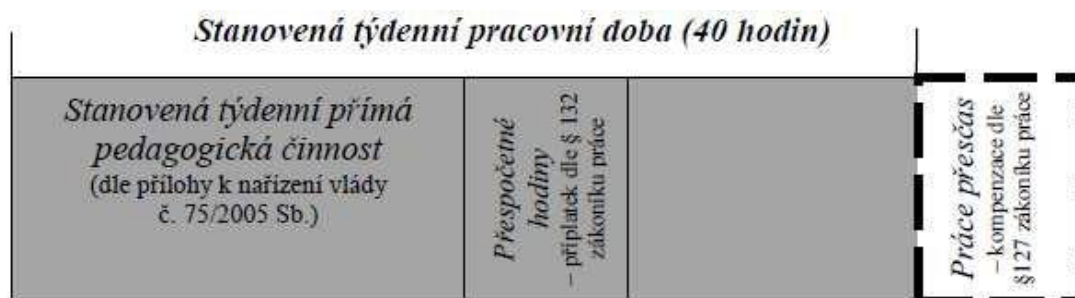 Stanovená týdenní pracovní doba (40 hodin)
Stanovená týdenní přímá
pedagogická činnost
(dle přílohy k nařízení vlády
č. 75/2005 Sb.)
Přespočetné
hodiny
– příplatek dle § 132
zákoníku práce
Práce přesčas
– kompenzace dle
§127 zákoníku práce